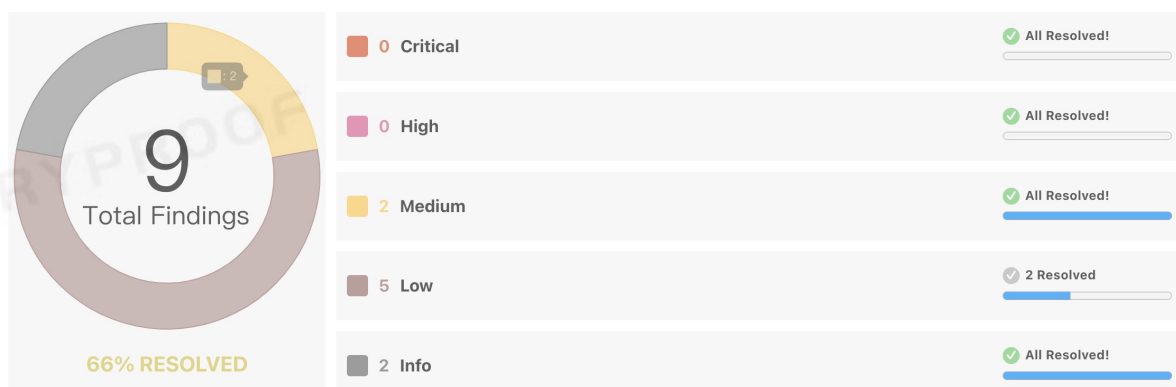 RYPROOF
: 2
9
Total Findings
66% RESOLVED
0 Critical
All Resolved!
0 High
All Resolved!
2 Medium
All Resolved!
5 Low
2 Resolved
2 Info
All Resolved!